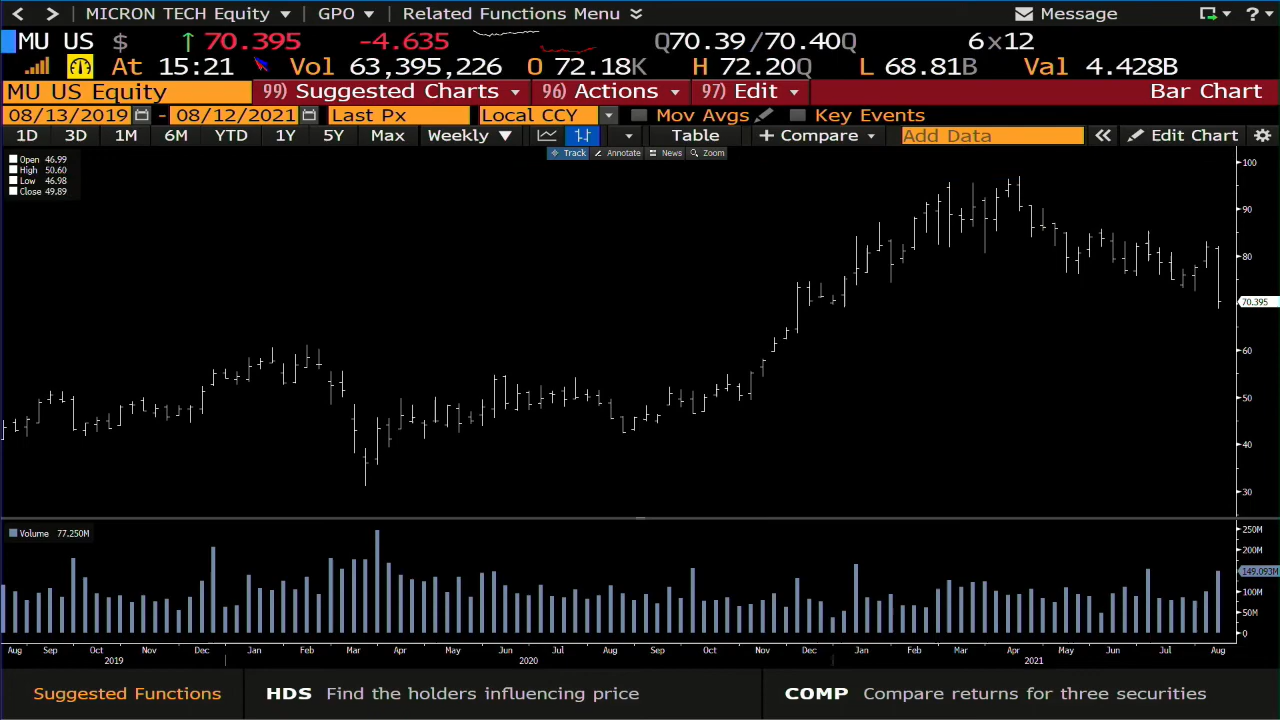 MICRON TECH Equity GPO Related Functions Menu Message ?
MU US $ ↑ 70.395 -4.635 Q70.39/70.40Q 6x12
At 15:21 Vol 63,395,226 O 72.18K H 72.20Q L 68.81B Val 4.428B
MU US Equity 99) Suggested Charts 96) Actions 97) Edit Bar Chart
08/13/2019 - 08/12/2021 Last Px Local CCY Mov Avgs Key Events
1D 3D 1M 6M YTD 1Y 5Y Max Weekly ▼ Table + Compare Add Data « Edit Chart
Track Annotate News Zoom
Open 46.99
High 50.60
Low 46.98
Close 49.89
100
90
80
70.395
60
50
40
30
Volume 77.250M
250M
200M
149.093M
100M
50M
0
Aug Sep Oct Nov Dec Jan Feb Mar Apr May Jun Jul Aug Sep Oct Nov Dec Jan Feb Mar Apr May Jun Jul Aug
2019 2020 2021
Suggested Functions HDS Find the holders influencing price COMP Compare returns for three securities